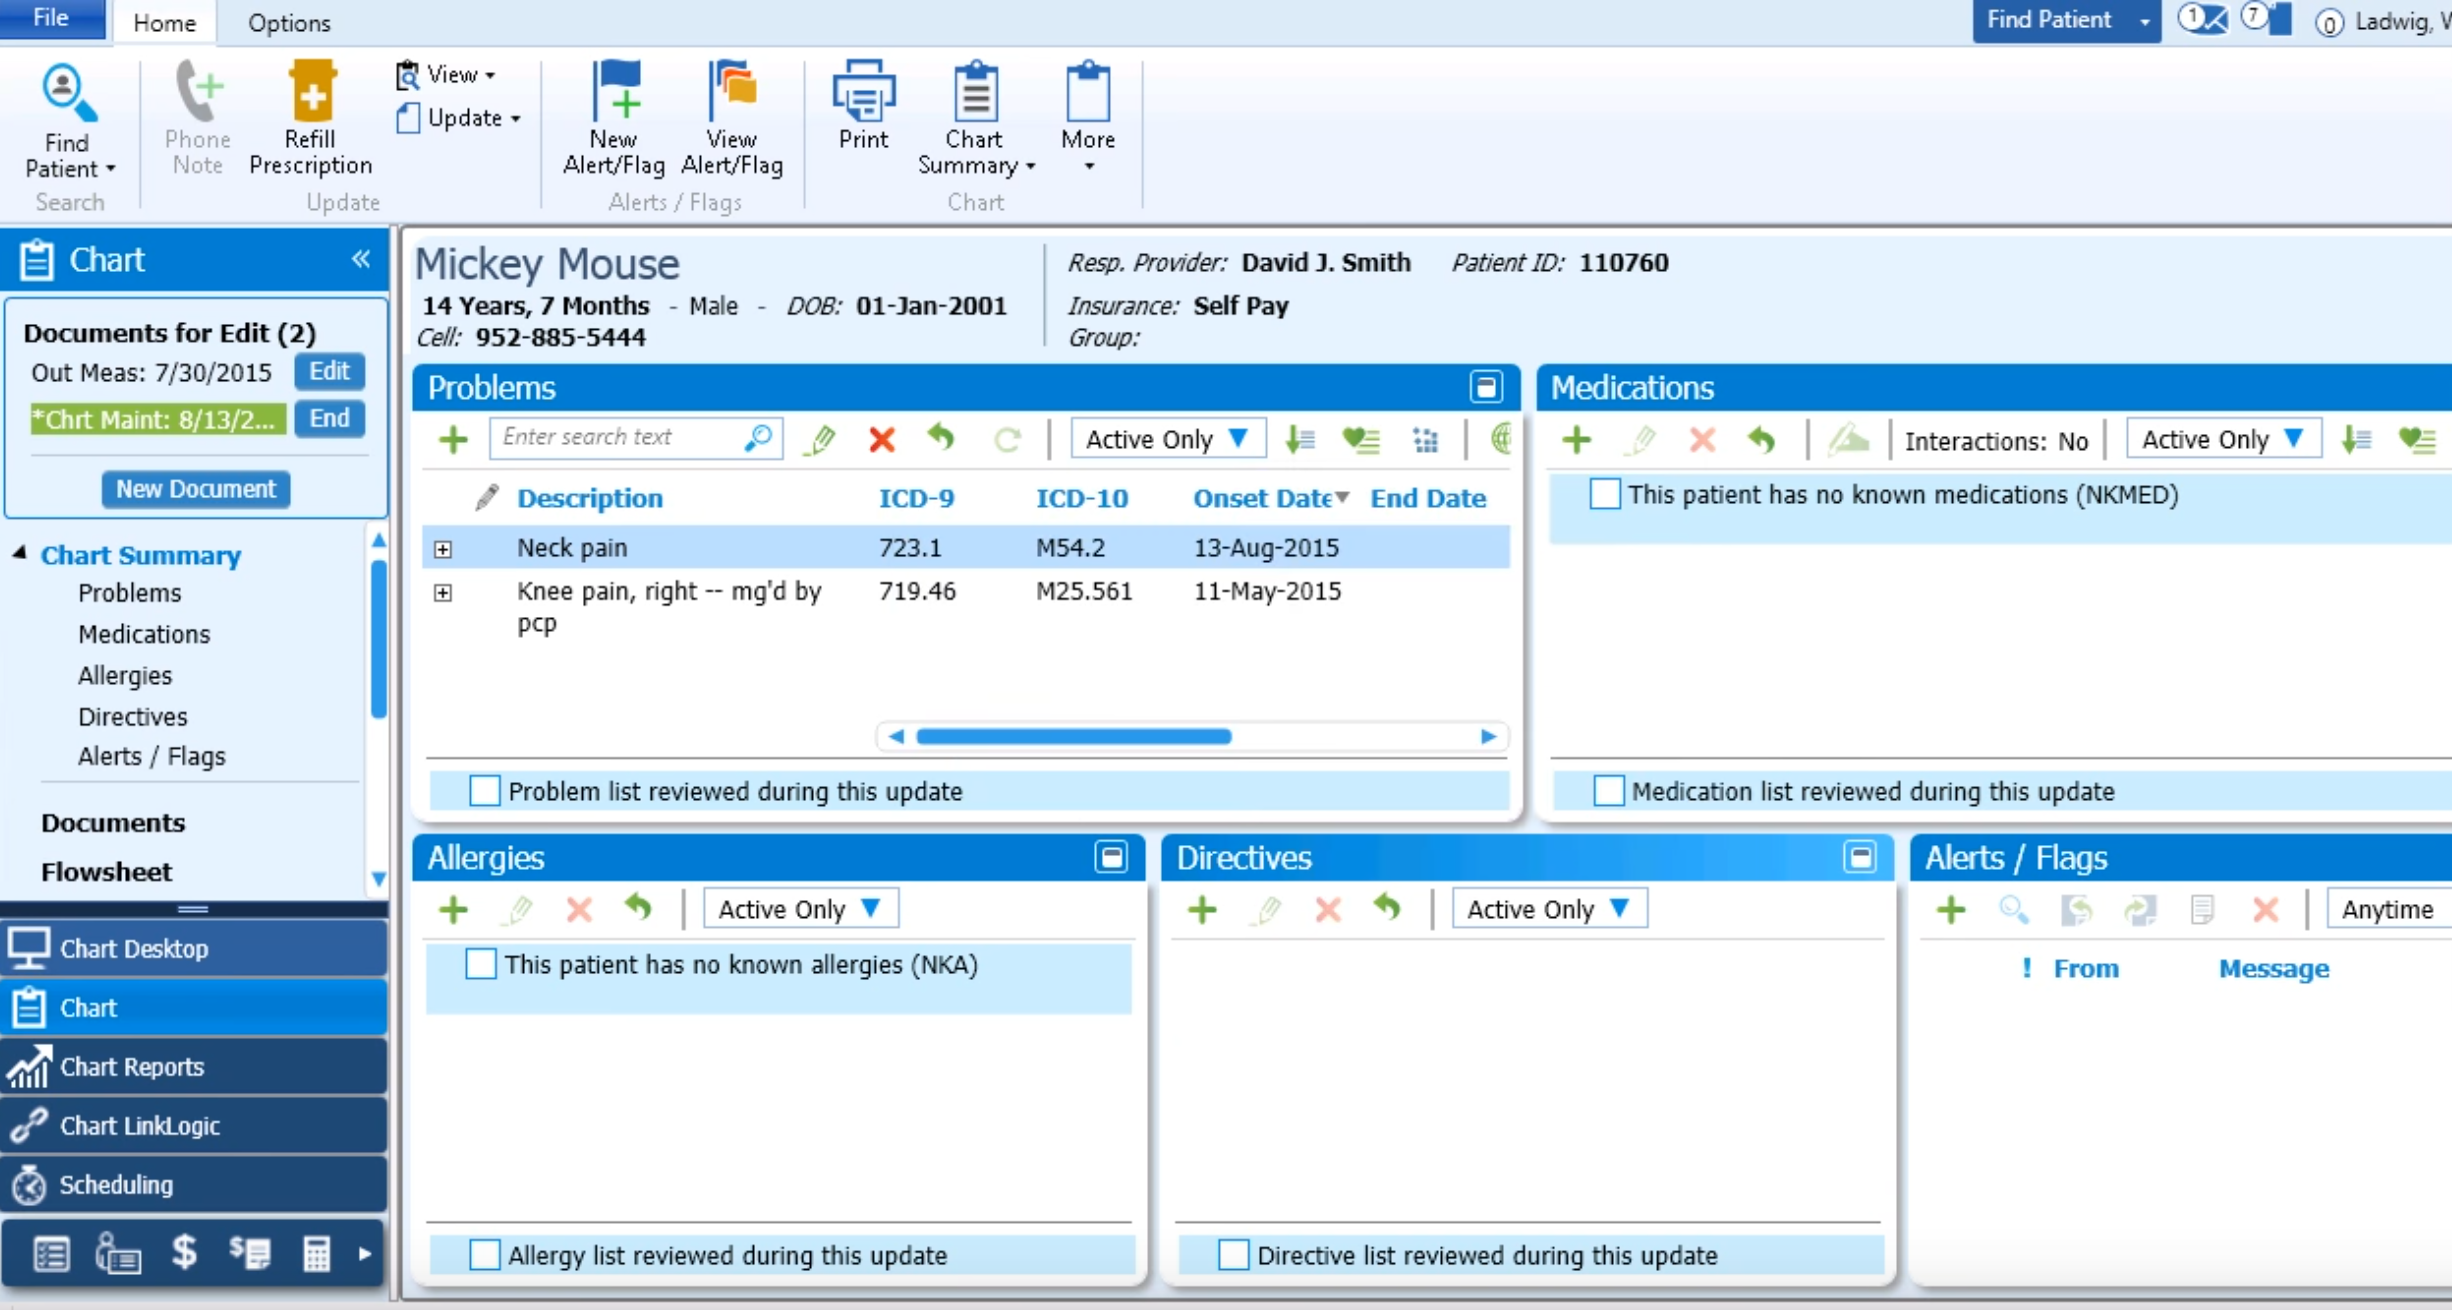 File Home Options Find Patient 1 7 0 Ladwig,
View
Update
Find Patient
Phone Note
Refill Prescription
New Alert/Flag
View Alert/Flag
Print
Chart Summary
More
Search Update Alerts / Flags Chart
Chart
Documents for Edit (2)
Out Meas: 7/30/2015 Edit
*Chrt Maint: 8/13/2... End
New Document
Chart Summary
Problems
Medications
Allergies
Directives
Alerts / Flags
Documents
Flowsheet
Chart Desktop
Chart
Chart Reports
Chart LinkLogic
Scheduling
Mickey Mouse
14 Years, 7 Months - Male - DOB: 01-Jan-2001
Cell: 952-885-5444
Resp. Provider: David J. Smith Patient ID: 110760
Insurance: Self Pay
Group:
Problems
Enter search text Active Only
Description ICD-9 ICD-10 Onset Date End Date
Neck pain 723.1 M54.2 13-Aug-2015
Knee pain, right -- mg'd by 719.46 M25.561 11-May-2015
pcp
Problem list reviewed during this update
Medications
Interactions: No Active Only
This patient has no known medications (NKMED)
Medication list reviewed during this update
Allergies
Active Only
This patient has no known allergies (NKA)
Allergy list reviewed during this update
Directives
Active Only
Directive list reviewed during this update
Alerts / Flags
Anytime
! From Message